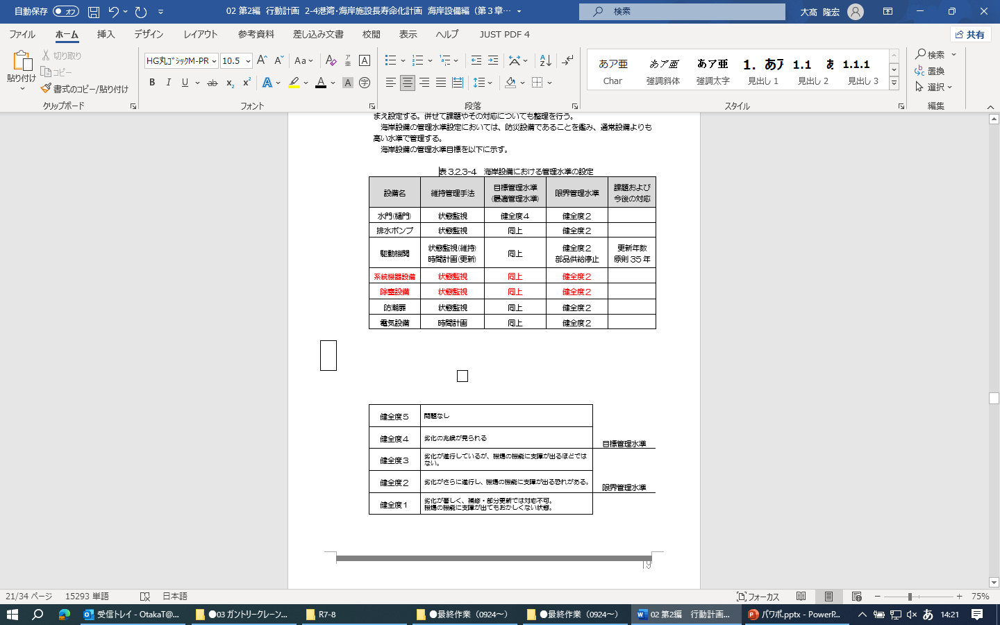 自動保存 オフ 02 第2編 行動計画 2-4港湾･海岸施設長寿命化計画 海岸設備編（第３章… 検索 大髙 隆宏
ファイル ホーム 挿入 デザイン レイアウト 参考資料 差し込み文書 校閲 表示 ヘルプ JUST PDF 4 共有
貼り付け 切り取り コピー 書式のコピー/貼り付け
クリップボード
HG丸ｺﾞｼｯｸM-PR 10.5
フォント
段落
あア亜 Char
あア亜 強調斜体
あア亜 強調太字
1. あア 見出し 1
1.1 あ 見出し 2
1.1.1 見出し 3
スタイル
検索
置換
選択
編集
まえ設定する。併せて課題やその対応についても整理を行う。
海岸設備の管理水準設定においては、防災設備であることを鑑み、通常設備よりも
高い水準で管理する。
海岸設備の管理水準目標を以下に示す。
表 3.2.3-4 海岸設備における管理水準の設定
設備名 維持管理手法 目標管理水準 (最適管理水準) 限界管理水準 課題および 今後の対応
水門(樋門) 状態監視 健全度４ 健全度２
排水ポンプ 状態監視 同上 健全度２
駆動機関 状態監視(維持) 時間計画(更新) 同上 健全度２ 部品供給停止 更新年数 原則 35 年
系統機器設備 状態監視 同上 健全度２
除塵設備 状態監視 同上 健全度２
防潮扉 状態監視 同上 健全度２
電気設備 時間計画 同上 健全度２
健全度５ 問題なし
健全度４ 劣化の兆候が見られる
目標管理水準
健全度３ 劣化が進行しているが、機場の機能に支障が出るほどでは
ない。
健全度２ 劣化がさらに進行し、機場の機能に支障が出る恐れがある。
限界管理水準
健全度１ 劣化が著しく、補修・部分更新では対応不可。
機場の機能に支障が出てもおかしくない状態。
19
21/34 ページ 15293 単語 日本語 フォーカス 75%
受信トレイ - OtakaT@... ●03 ガントリークレーン... R7-8 ●最終作業（0924～） ●最終作業（0924～） 02 第2編 行動計画... パワポ.pptx - PowerP... あ 14:21